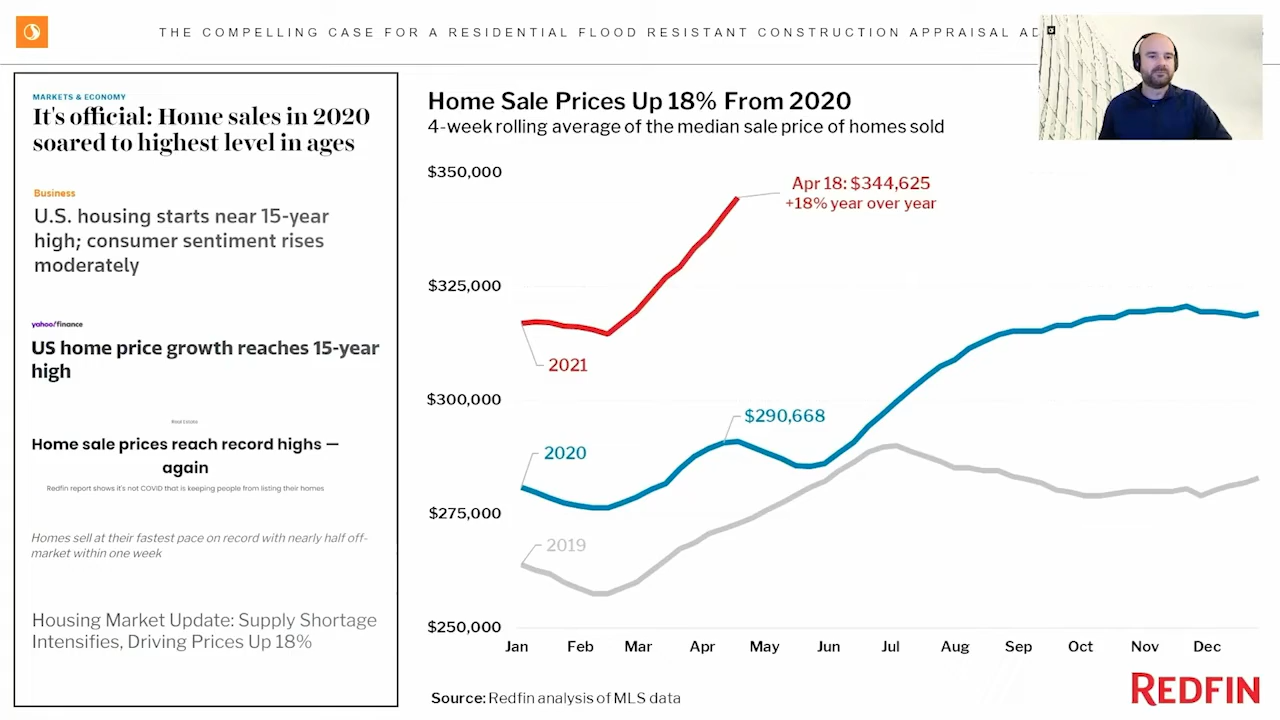 THE COMPELLING CASE FOR A RESIDENTIAL FLOOD RESISTANT CONSTRUCTION APPRAISAL
MARKETS & ECONOMY
It's official: Home sales in 2020
soared to highest level in ages
Business
U.S. housing starts near 15-year
high; consumer sentiment rises
moderately
yahoo/finance
US home price growth reaches 15-year
high
Real Estate
Home sale prices reach record highs —
again
Redfin report shows it's not COVID that is keeping people from listing their homes
Homes sell at their fastest pace on record with nearly half off-
market within one week
Housing Market Update: Supply Shortage
Intensifies, Driving Prices Up 18%
Home Sale Prices Up 18% From 2020
4-week rolling average of the median sale price of homes sold
$350,000
Apr 18: $344,625
+18% year over year
$325,000
2021
$300,000
$290,668
2020
$275,000
2019
$250,000
Jan Feb Mar Apr May Jun Jul Aug Sep Oct Nov Dec
Source: Redfin analysis of MLS data
REDFIN